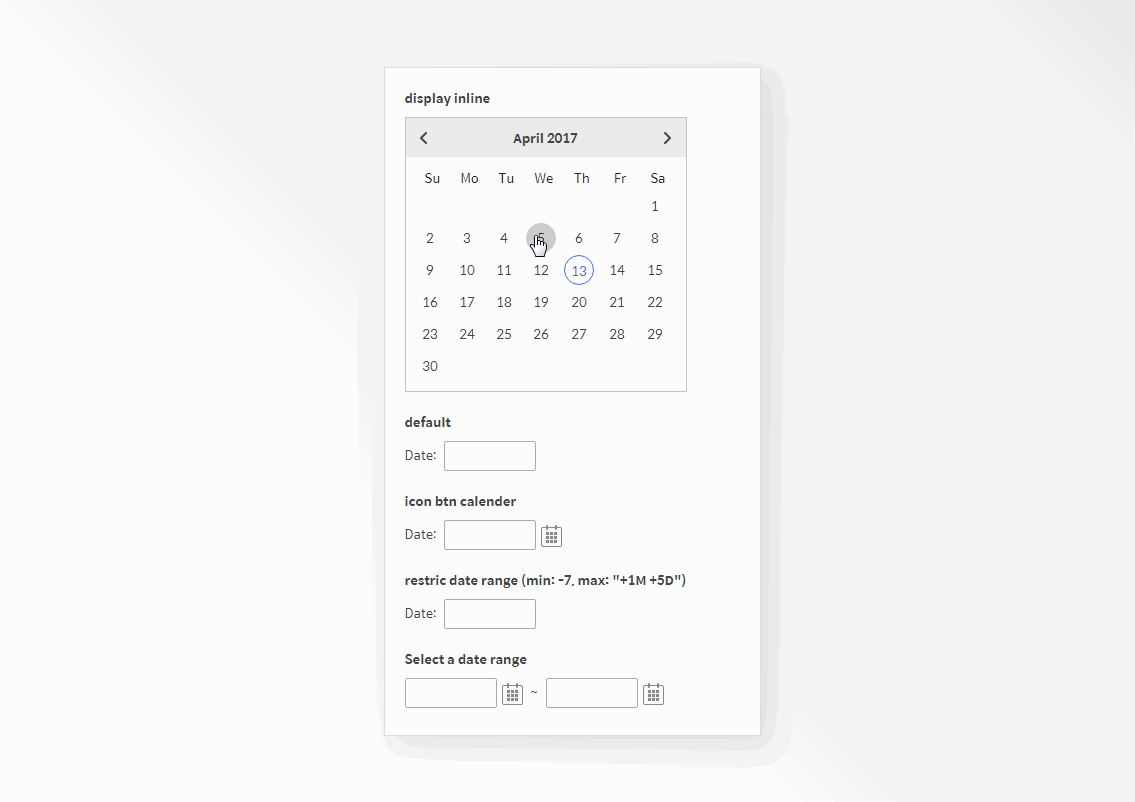 display inline
April 2017
Su Mo Tu We Th Fr Sa
1
2 3 4 5 6 7 8
9 10 11 12 13 14 15
16 17 18 19 20 21 22
23 24 25 26 27 28 29
30
default
Date:
icon btn calender
Date:
restric date range (min: -7, max: "+1M +5D")
Date:
Select a date range
~